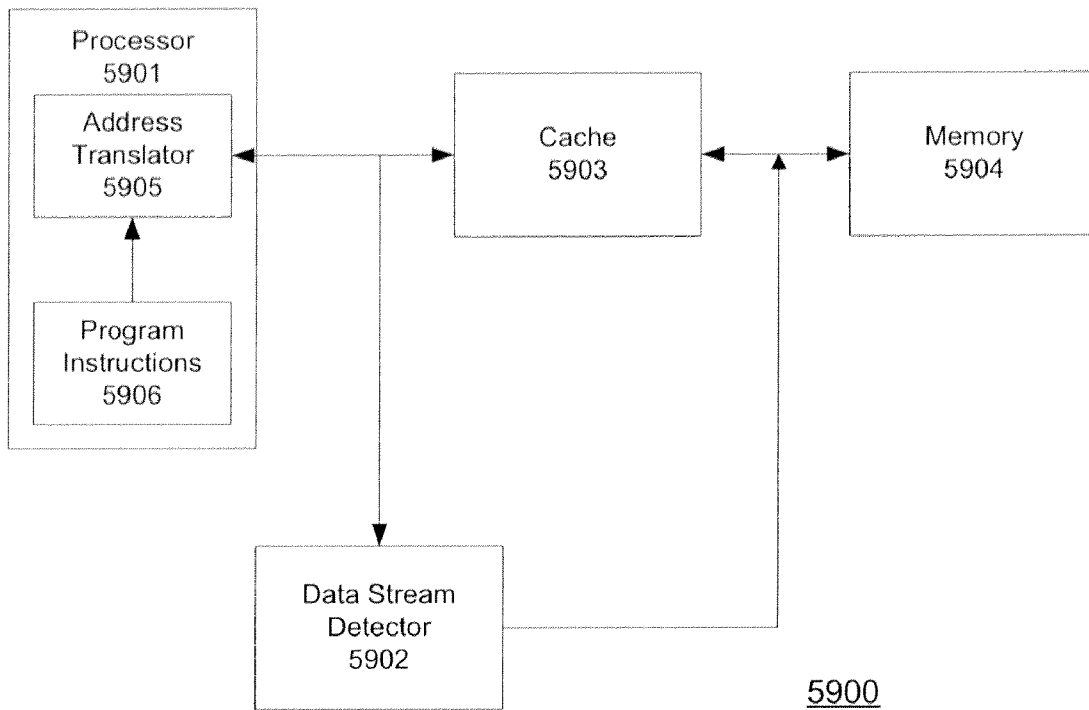 Processor
5901
Address
Translator
5905
Program
Instructions
5906
Cache
5903
Memory
5904
Data Stream
Detector
5902
5900